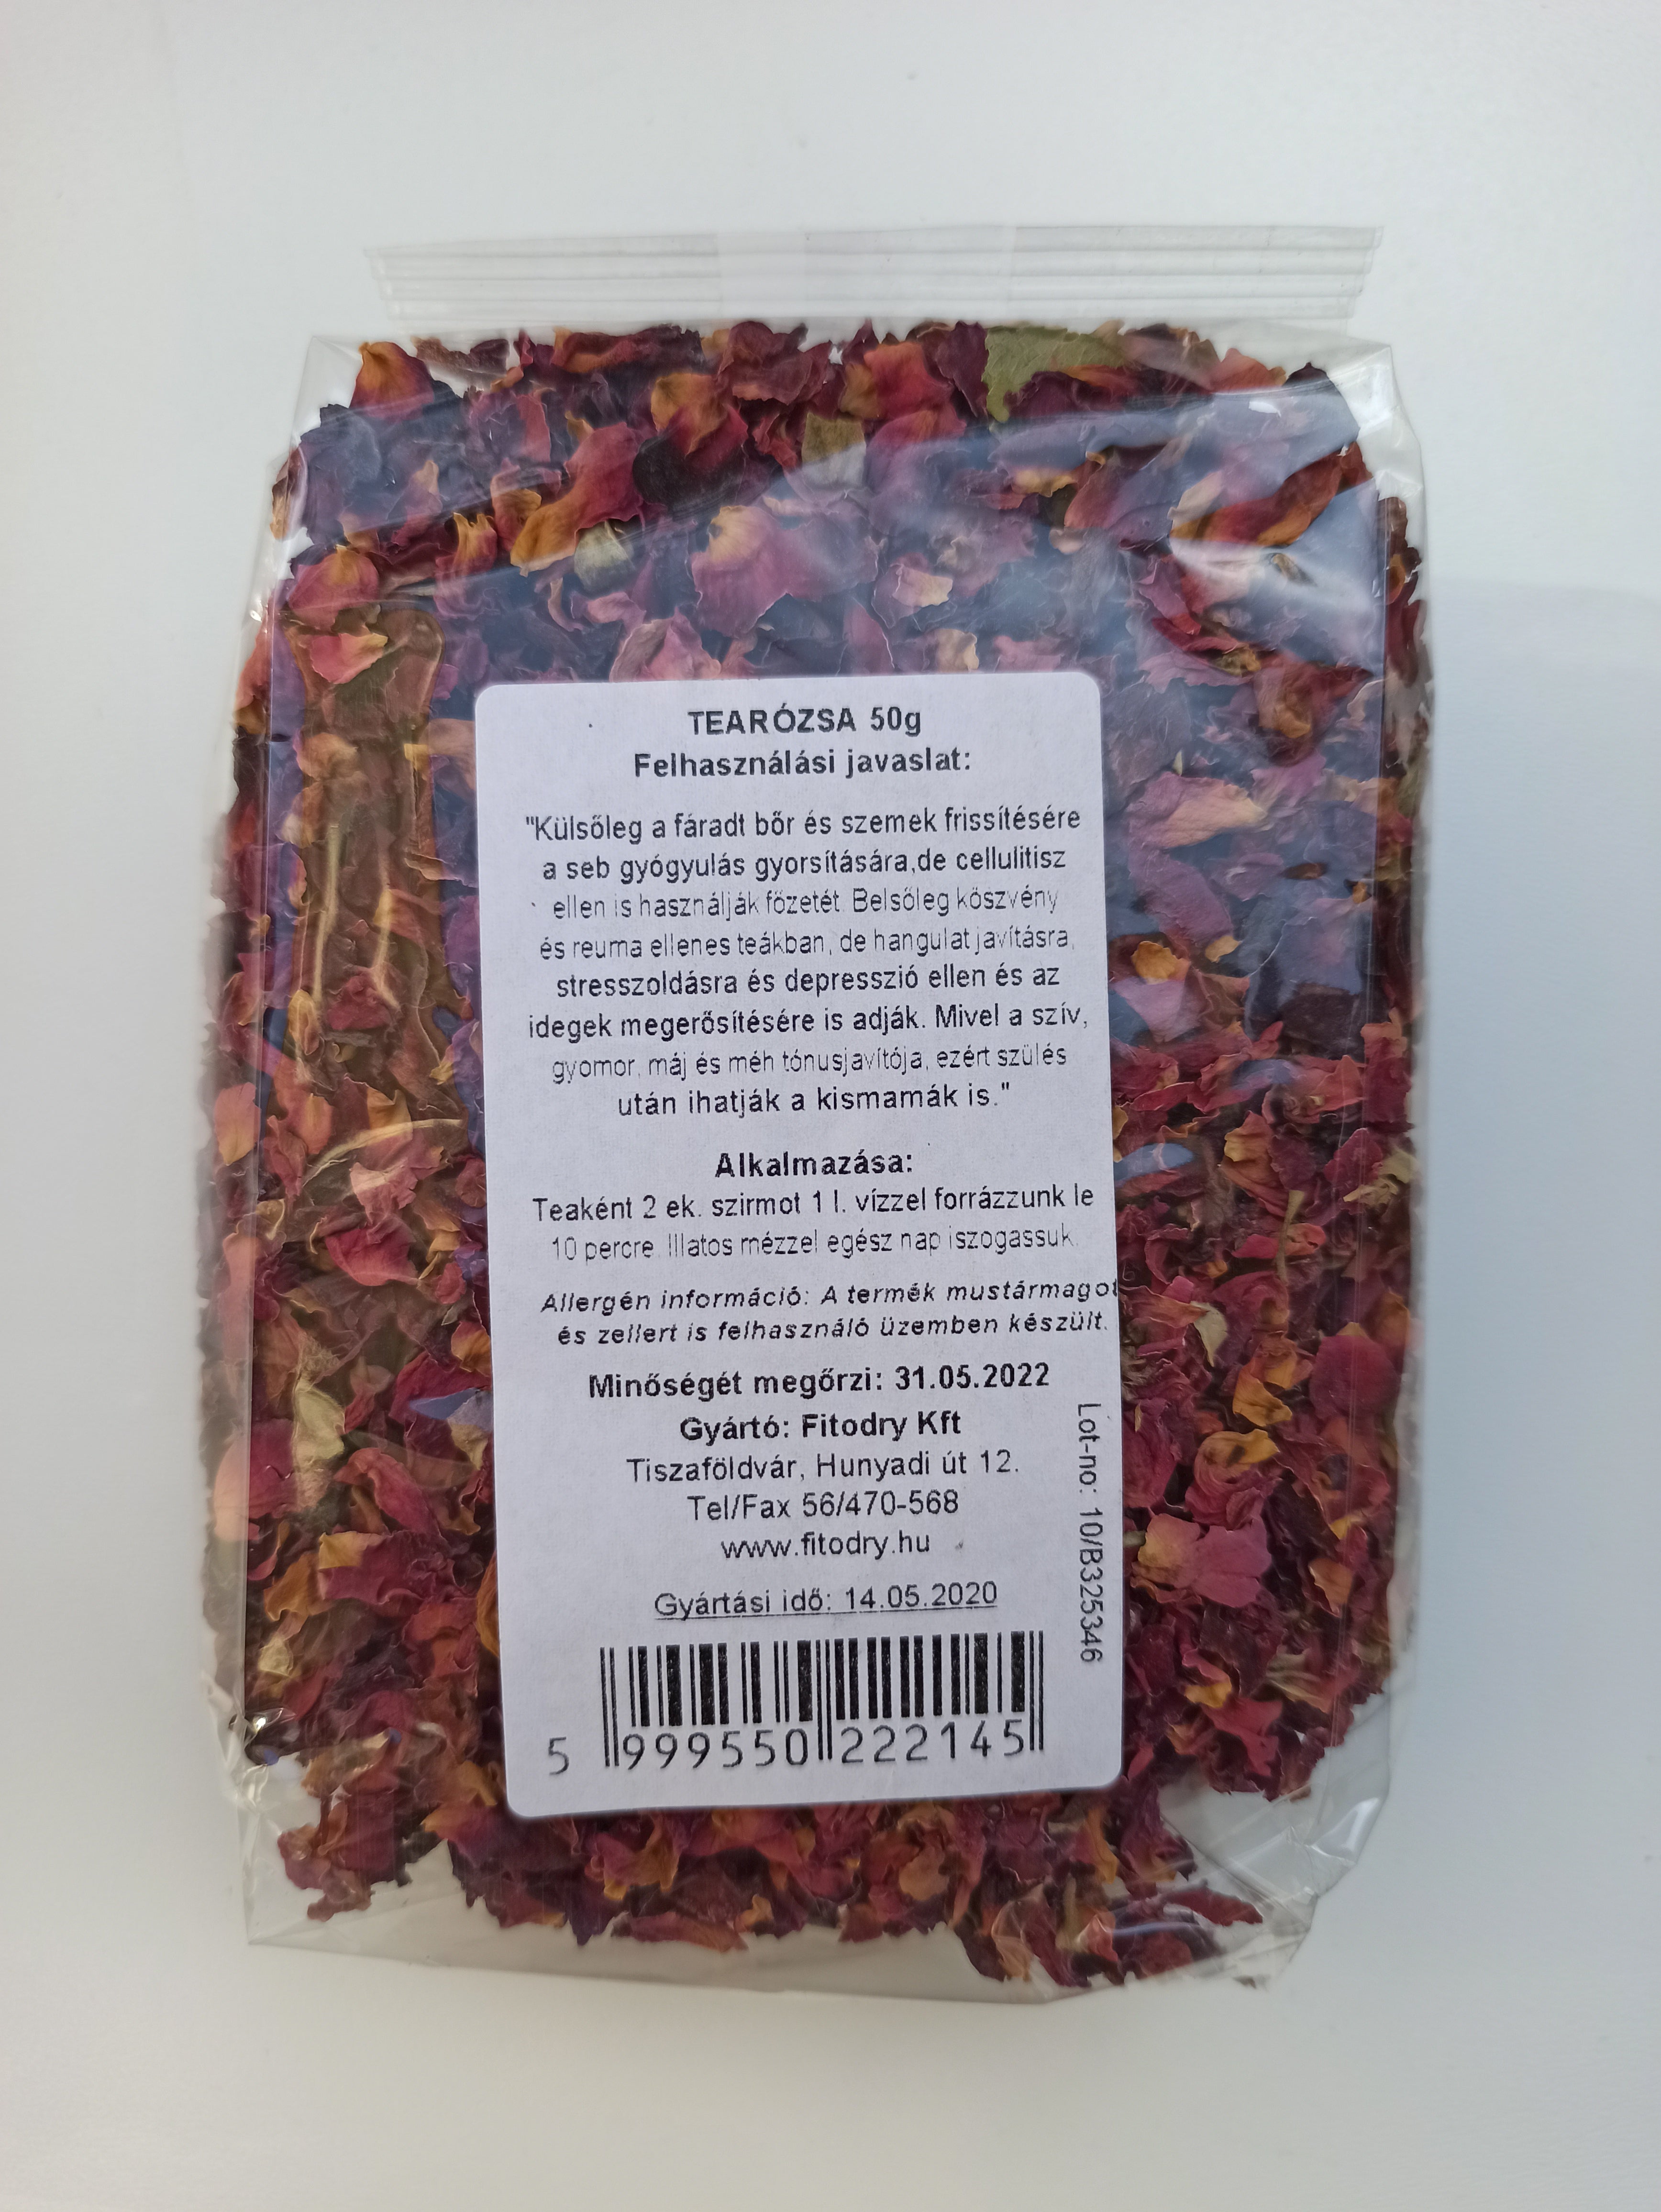 TEARÓZSA 50g
Felhasználási javaslat:
"Külsőleg a fáradt bőr és szemek frissítésére
a seb gyógyulás gyorsítására,de cellulitisz
ellen is használják főzetét. Belsőleg köszvény
és reuma ellenes teákban, de hangulat javításra,
stresszoldásra és depresszió ellen és az
idegek megerősítésére is adják. Mivel a szív,
gyomor, máj és méh tónusjavítója, ezért szülés
után ihatják a kismamák is."
Alkalmazása:
Teaként 2 ek. szirmot 1 l. vízzel forrázzunk le
10 percre. Illatos mézzel egész nap iszogassuk.
Allergén információ: A termék mustármagot
és zellert is felhasználó üzemben készült.
Minőségét megőrzi: 31.05.2022
Gyártó: Fitodry Kft
Tiszaföldvár, Hunyadi út 12.
Tel/Fax 56/470-568
www.fitodry.hu
Gyártási idő: 14.05.2020
Lot-no: 10/B325346
5 999550 222145